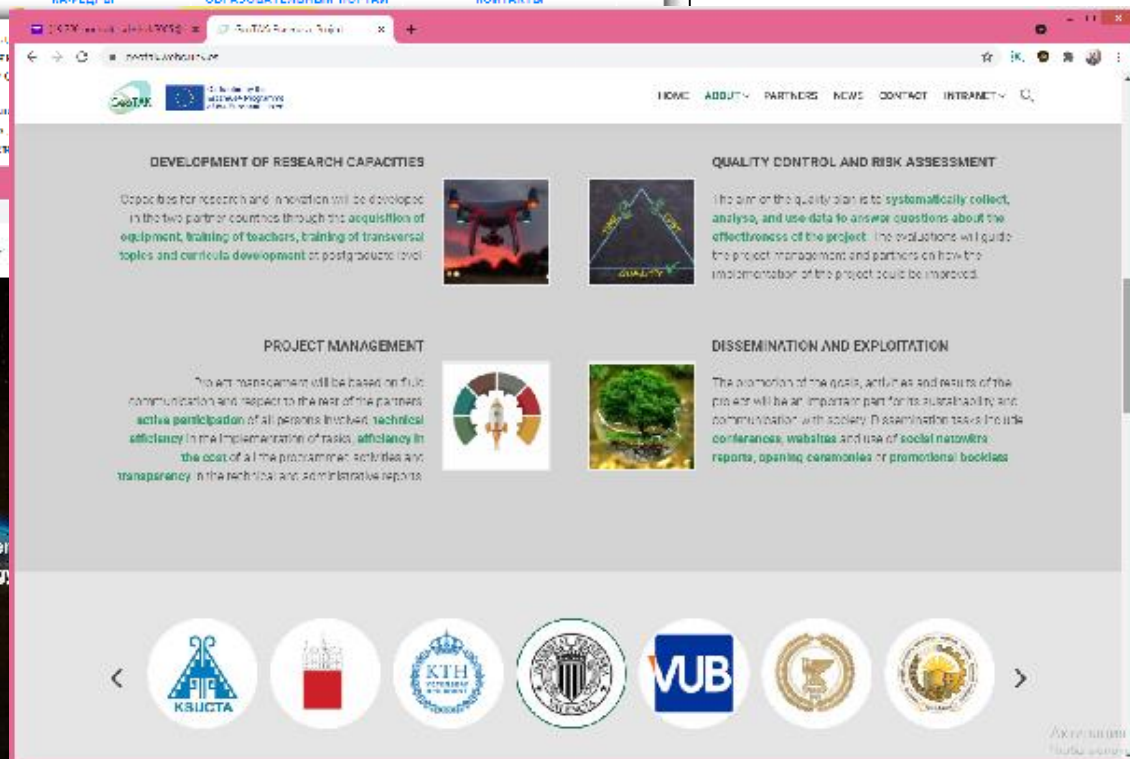 КАФЕДРЫ ОБРАЗОВАТЕЛЬНЫЙ ПОРТАЛ КОНТАКТЫ
GeoTAK
HOME ABOUT PARTNERS NEWS CONTACT INTRANET
DEVELOPMENT OF RESEARCH CAPACITIES
Capacities for research and innovation will be developed
in the two partner countries through the acquisition of
equipment, training of teachers, training of transversal
topics and curricula development at postgraduate level
QUALITY CONTROL AND RISK ASSESSMENT
The aim of the quality plan is to systematically collect,
analyse, and use data to answer questions about the
effectiveness of the project. The evaluations will guide
the project management and partners on how the
implementation of the project could be improved.
TIME COST
QUALITY
PROJECT MANAGEMENT
Project management will be based on fluid
communication and respect to the rest of the partners,
active participation of all persons involved, technical
efficiency in the implementation of tasks, efficiency in
the cost of all the programmed activities and
transparency in the technical and administrative reports.
DISSEMINATION AND EXPLOITATION
The promotion of the goals, activities and results of the
project will be an important part for its sustainability and
communication with society. Dissemination tasks include
conferences, websites and use of social netowkrs
reports, opening ceremonies or promotional booklets
KSUCTA
KTH
VUB